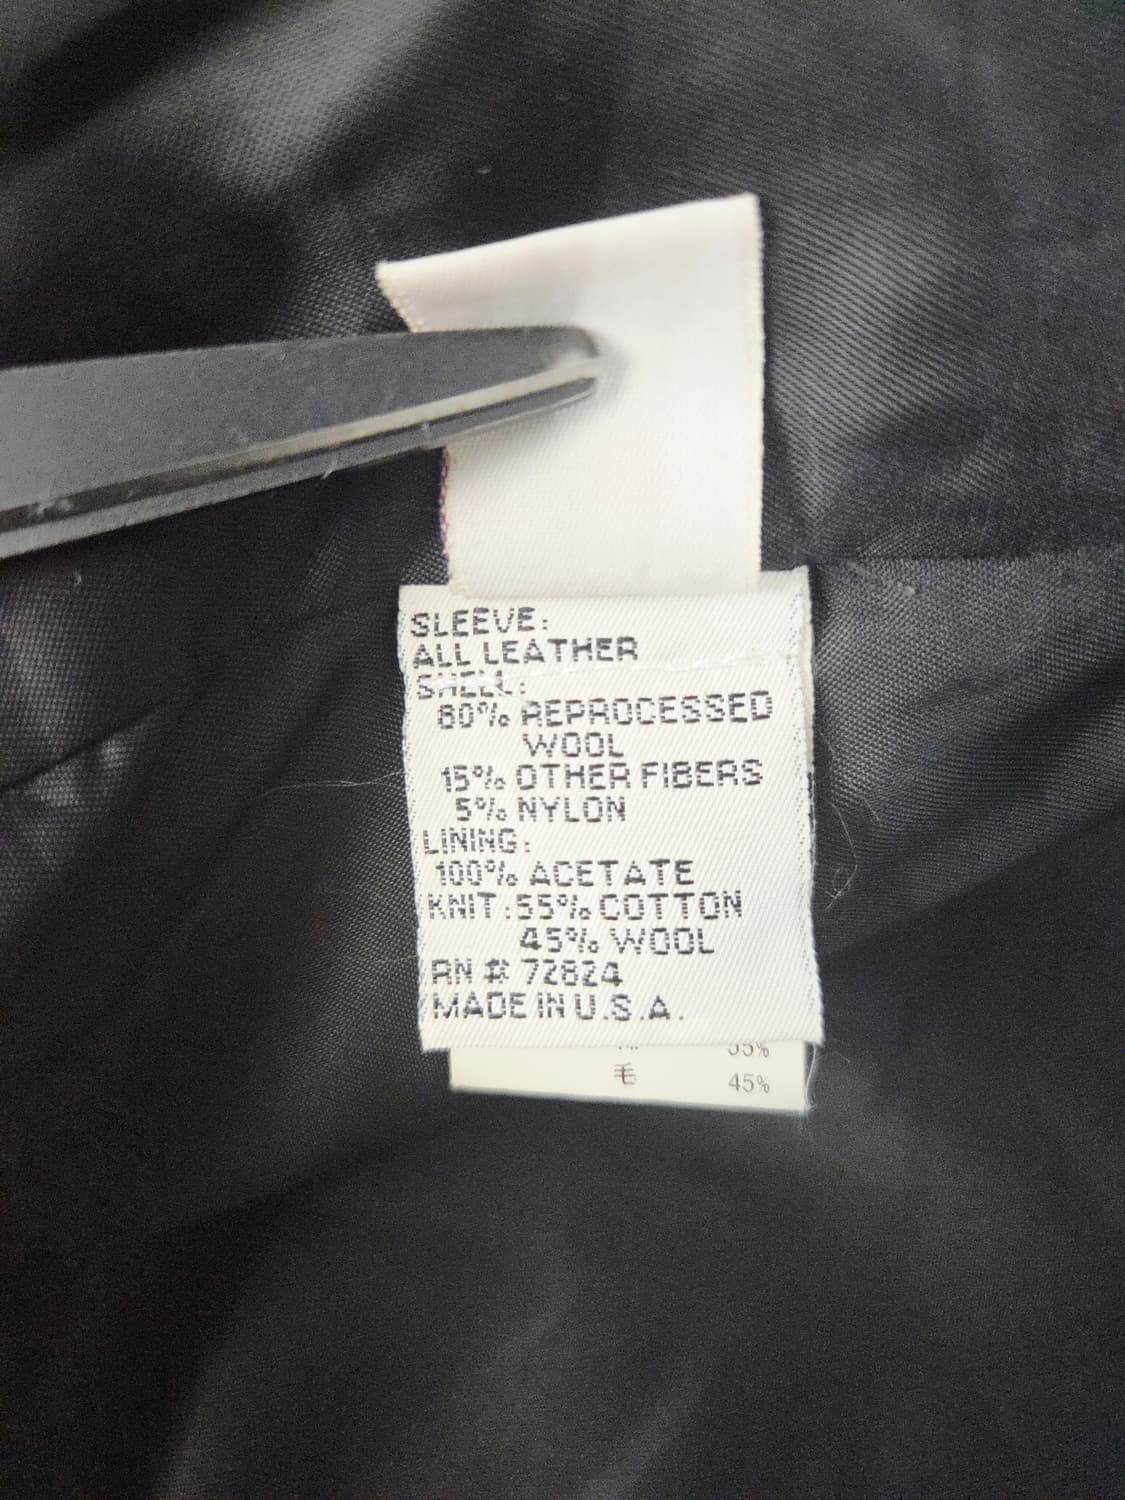 SLEEVE:
ALL LEATHER
SHELL:
80% REPROCESSED
WOOL
15% OTHER FIBERS
5% NYLON
LINING:
100% ACETATE
KNIT:55% COTTON
45% WOOL
RN # 72824
MADE IN U.S.A.
55%
毛 45%